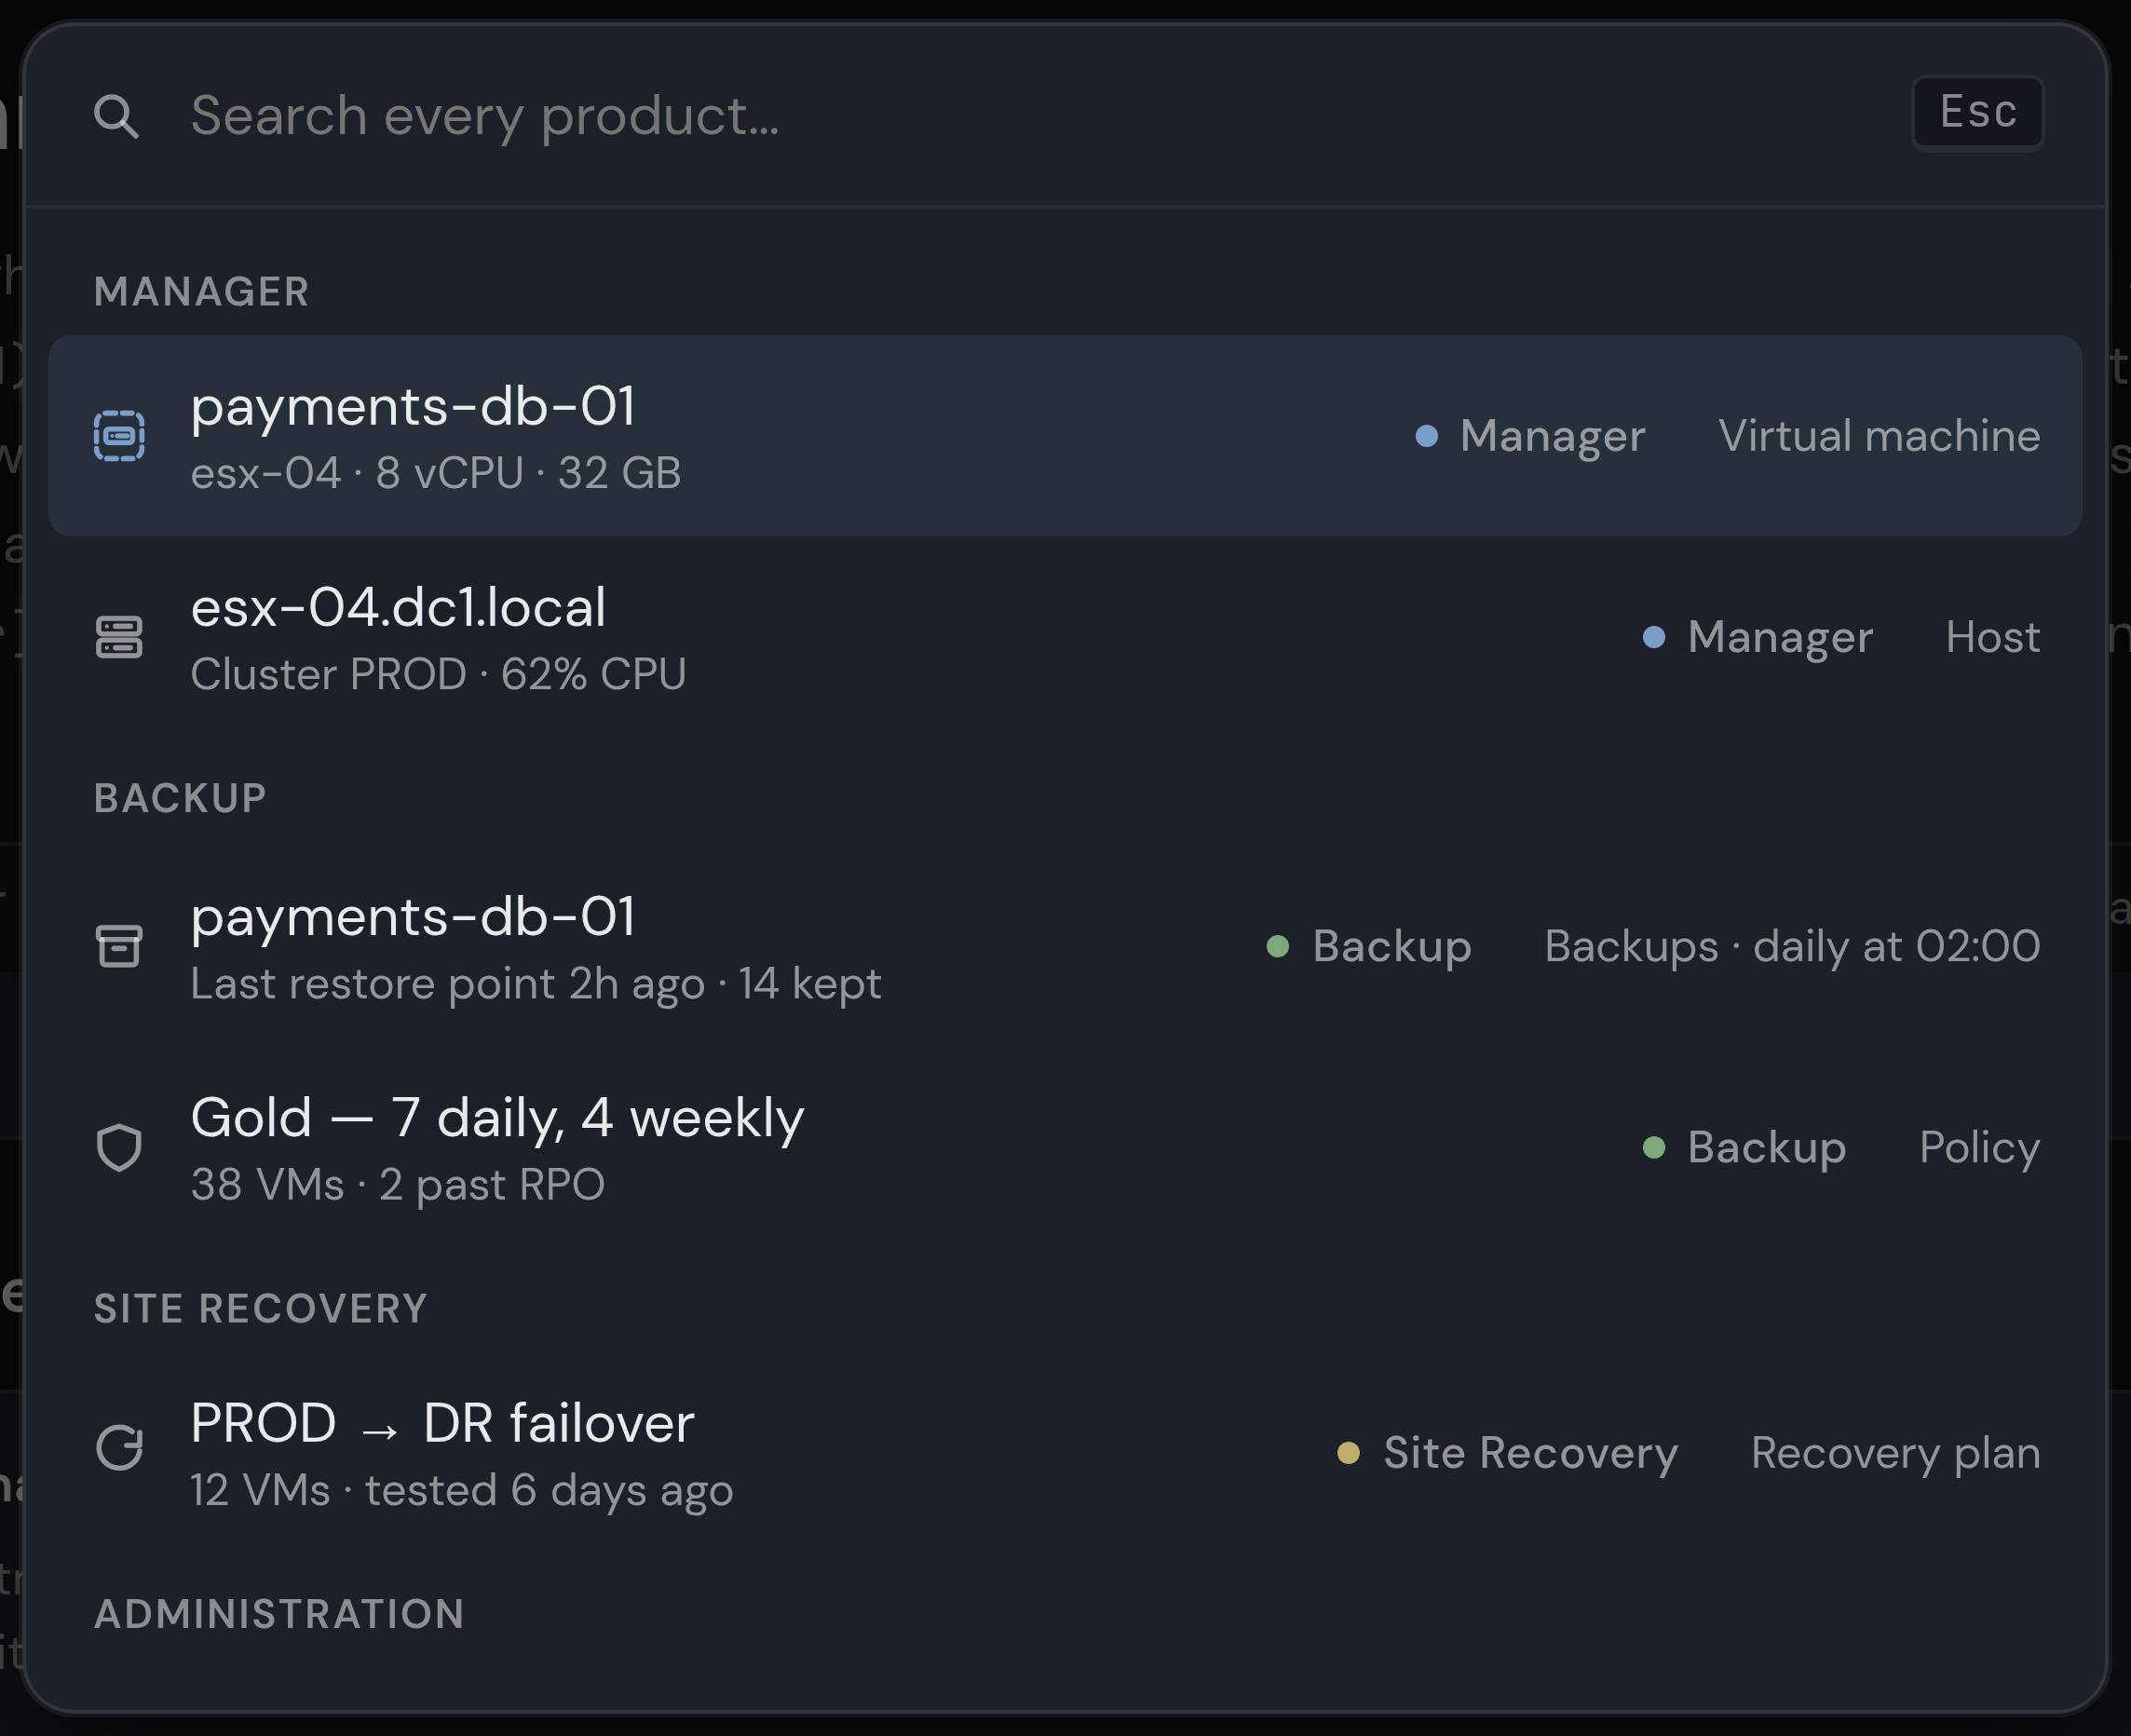 Search every product...
Esc
MANAGER
payments-db-01
esx-04 · 8 vCPU · 32 GB
Manager
Virtual machine
esx-04.dc1.local
Cluster PROD · 62% CPU
Manager
Host
BACKUP
payments-db-01
Last restore point 2h ago · 14 kept
Backup
Backups · daily at 02:00
Gold — 7 daily, 4 weekly
38 VMs · 2 past RPO
Backup
Policy
SITE RECOVERY
PROD → DR failover
12 VMs · tested 6 days ago
Site Recovery
Recovery plan
ADMINISTRATION